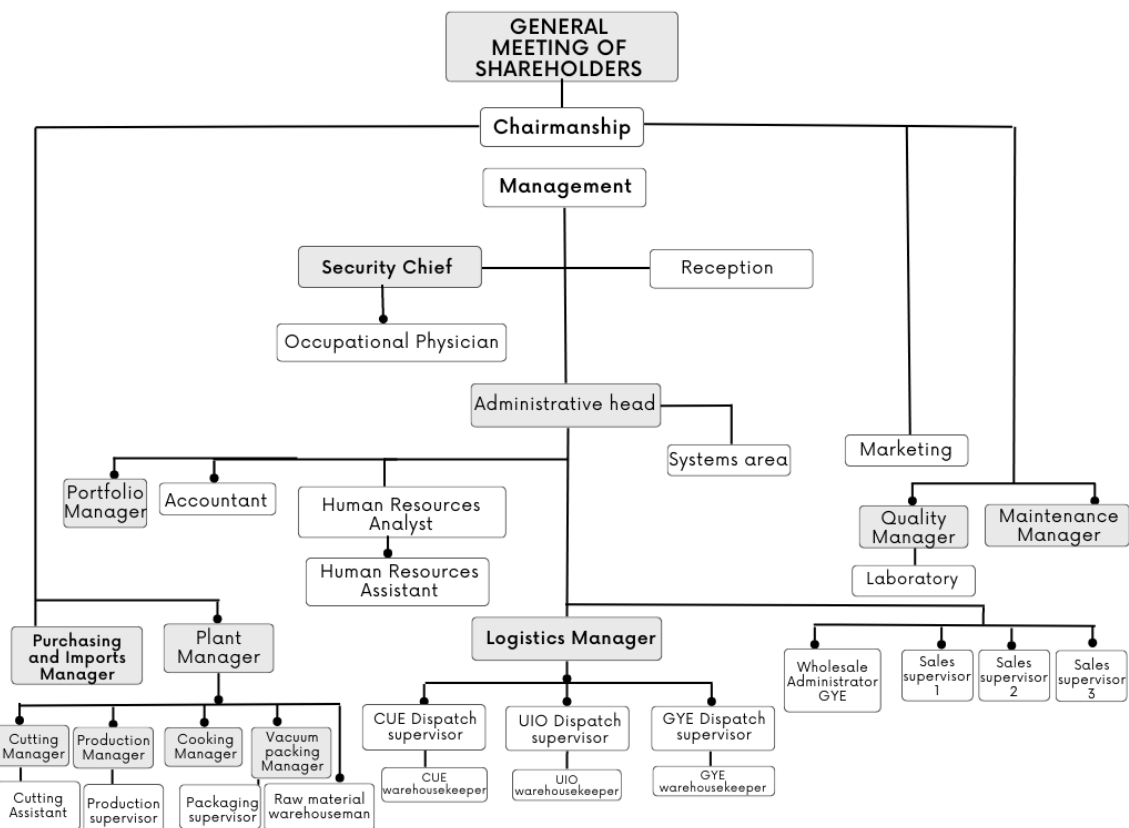 GENERAL
MEETING OF
SHAREHOLDERS
Chairmanship
Management
Security Chief
Reception
Occupational Physician
Administrative head
Systems area
Marketing
Portfolio
Manager
Accountant
Human Resources
Analyst
Human Resources
Assistant
Quality
Manager
Maintenance
Manager
Laboratory
Purchasing
and Imports
Manager
Plant
Manager
Logistics Manager
Wholesale
Administrator
GYE
Sales
supervisor
1
Sales
supervisor
2
Sales
supervisor
3
Cutting
Manager
Production
Manager
Cooking
Manager
Vacuum
packing
Manager
CUE Dispatch
supervisor
UIO Dispatch
supervisor
GYE Dispatch
supervisor
Cutting
Assistant
Production
supervisor
Packaging
supervisor
Raw material
warehouseman
CUE
warehousekeeper
UIO
warehousekeeper
GYE
warehousekeeper